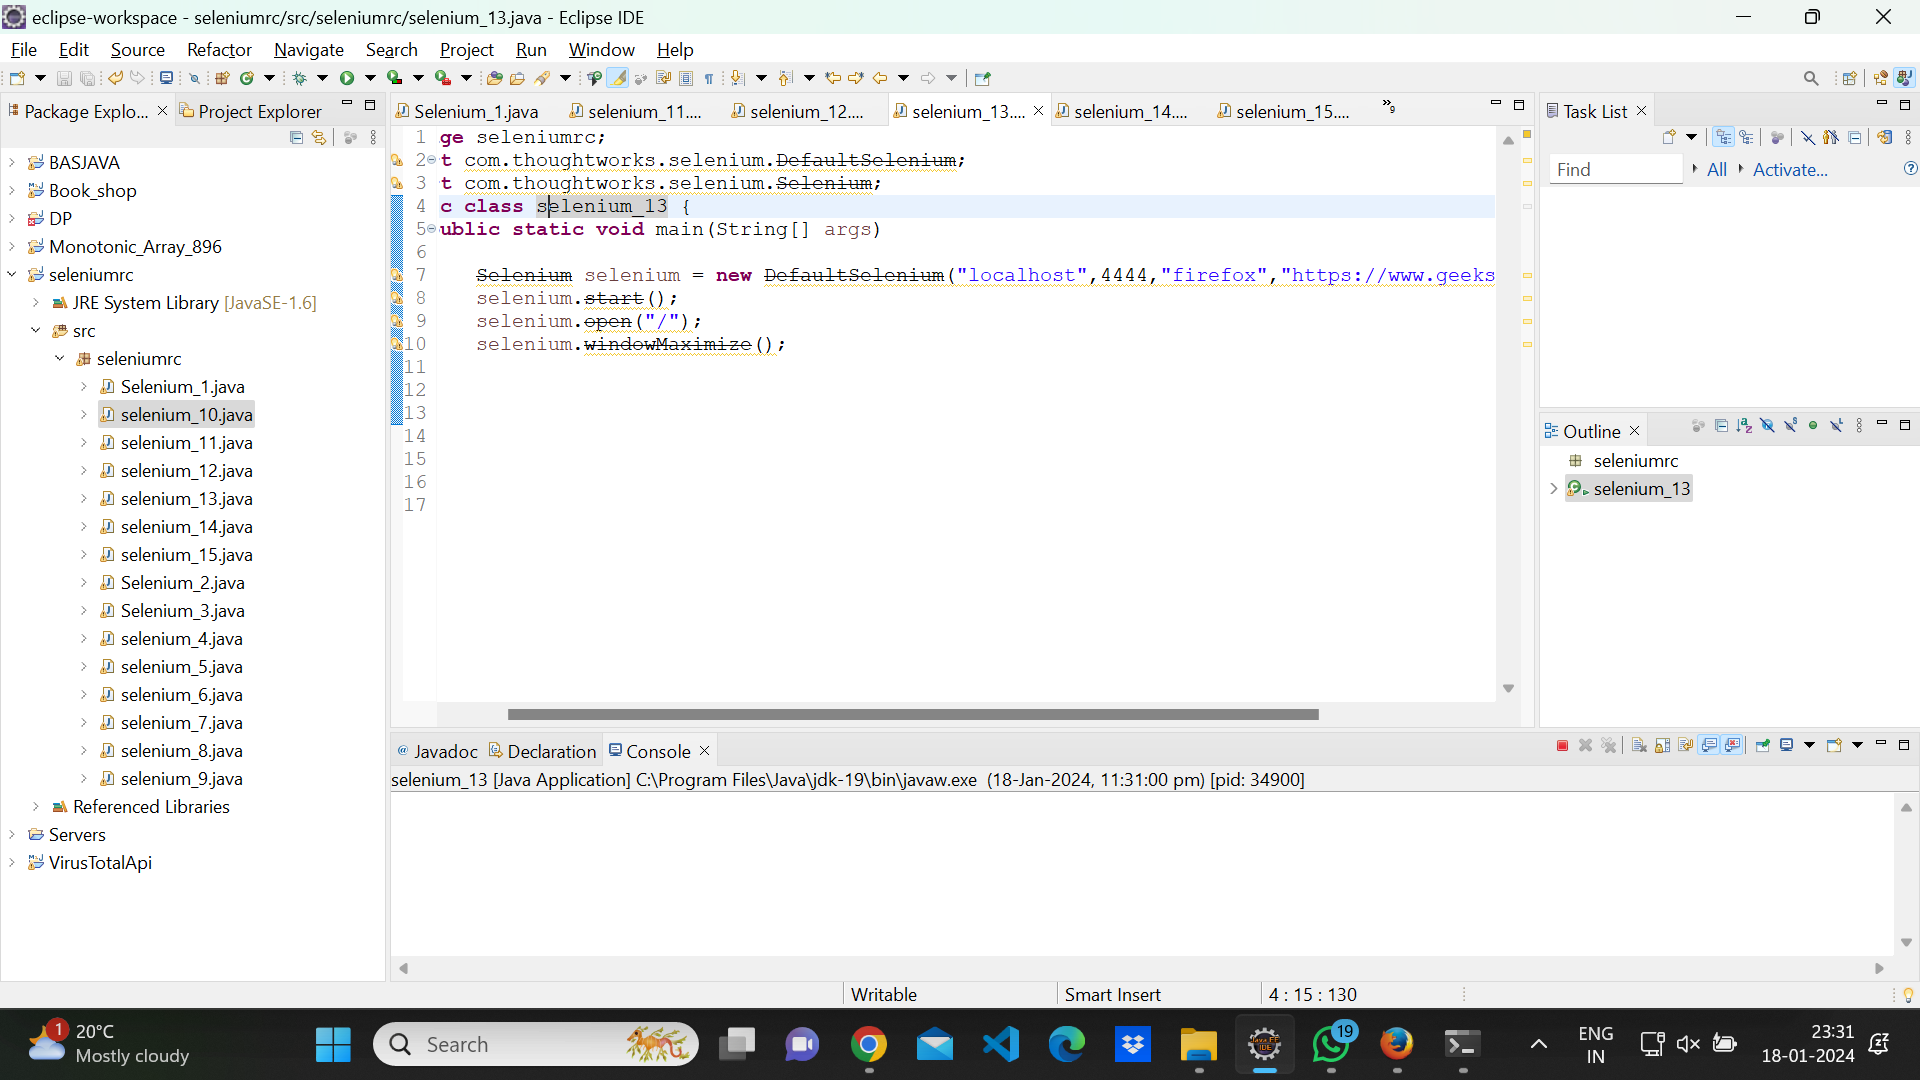 eclipse-workspace - seleniumrc/src/seleniumrc/selenium_13.java - Eclipse IDE
File Edit Source Refactor Navigate Search Project Run Window Help
Package Explo... Project Explorer
BASJAVA
Book_shop
DP
Monotonic_Array_896
seleniumrc
JRE System Library [JavaSE-1.6]
src
seleniumrc
Selenium_1.java
selenium_10.java
selenium_11.java
selenium_12.java
selenium_13.java
selenium_14.java
selenium_15.java
Selenium_2.java
Selenium_3.java
selenium_4.java
selenium_5.java
selenium_6.java
selenium_7.java
selenium_8.java
selenium_9.java
Referenced Libraries
Servers
VirusTotalApi
Selenium_1.java selenium_11.... selenium_12.... selenium_13.... selenium_14.... selenium_15.... »9
1 ge seleniumrc;
2 t com.thoughtworks.selenium.DefaultSelenium;
3 t com.thoughtworks.selenium.Selenium;
4 c class selenium_13 {
5 ublic static void main(String[] args)
6
7 Selenium selenium = new DefaultSelenium("localhost",4444,"firefox","https://www.geeks
8 selenium.start();
9 selenium.open("/");
10 selenium.windowMaximize();
11
12
13
14
15
16
17
Task List
Find All Activate...
Outline
seleniumrc
selenium_13
Javadoc Declaration Console
selenium_13 [Java Application] C:\Program Files\Java\jdk-19\bin\javaw.exe (18-Jan-2024, 11:31:00 pm) [pid: 34900]
Writable Smart Insert 4 : 15 : 130
1 20°C
Mostly cloudy
Search
Java EE
IDE
19
ENG
IN
23:31
18-01-2024